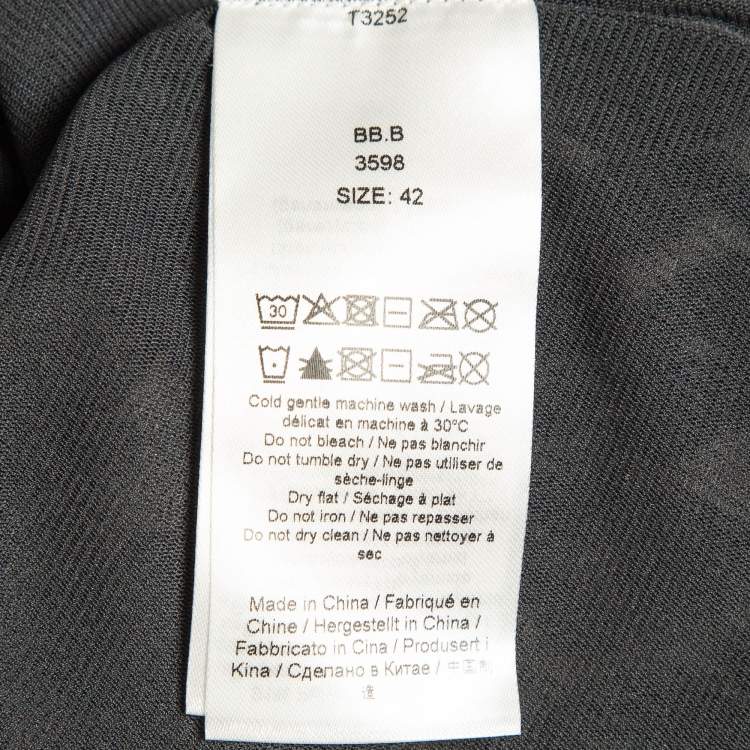 T3252
BB.B
3598
SIZE: 42
30
Cold gentle machine wash / Lavage
délicat en machine à 30°C
Do not bleach / Ne pas blanchir
Do not tumble dry / Ne pas utiliser de
sèche-linge
Dry flat / Séchage à plat
Do not iron / Ne pas repasser
Do not dry clean / Ne pas nettoyer à
sec
Made in China / Fabriqué en
Chine / Hergestellt in China /
Fabbricato in Cina / Produsert i
Kina / Сделано в Китае / 中国制
造